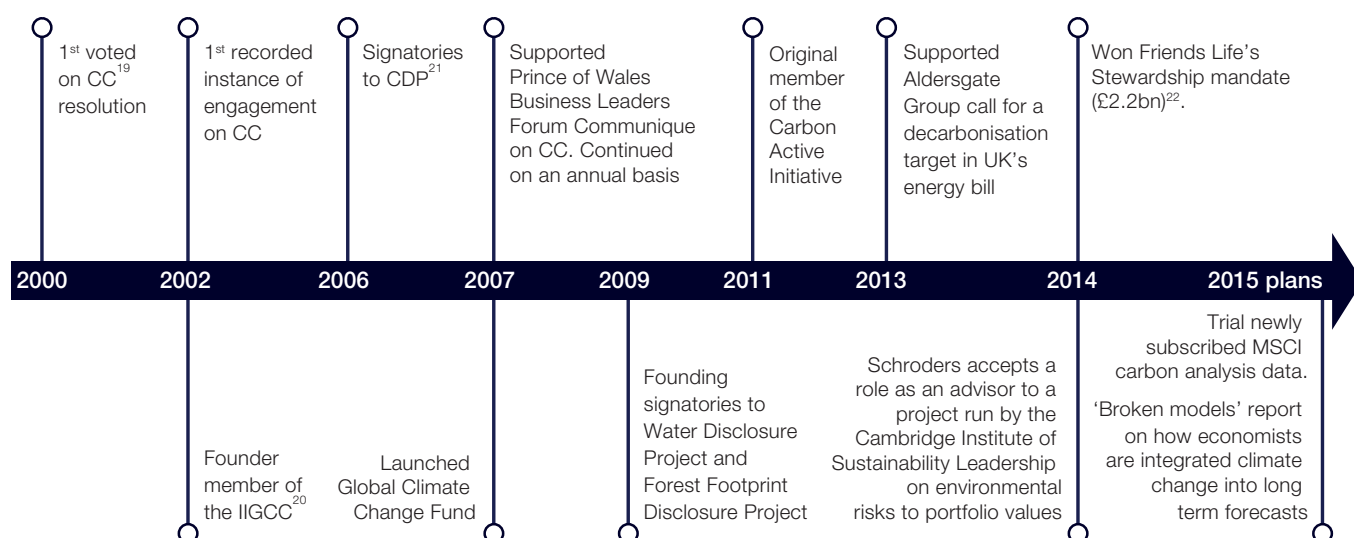 1st voted
on CC19
resolution
1st recorded
instance of
engagement
on CC
Signatories
to CDP21
Supported
Prince of Wales
Business Leaders
Forum Communique
on CC. Continued
on an annual basis
Original
member
of the
Carbon
Active
Initiative
Supported
Aldersgate
Group call for a
decarbonisation
target in UK’s
energy bill
Won Friends Life’s
Stewardship mandate
(£2.2bn)22.
2000 2002 2006 2007 2009 2011 2013 2014 2015 plans
Founder
member of
the IIGCC20
Launched
Global Climate
Change Fund
Founding
signatories to
Water Disclosure
Project and
Forest Footprint
Disclosure Project
Schroders accepts a
role as an advisor to a
project run by the
Cambridge Institute of
Sustainability Leadership
on environmental
risks to portfolio values
Trial newly
subscribed MSCI
carbon analysis data.
‘Broken models’ report
on how economists
are integrated climate
change into long
term forecasts